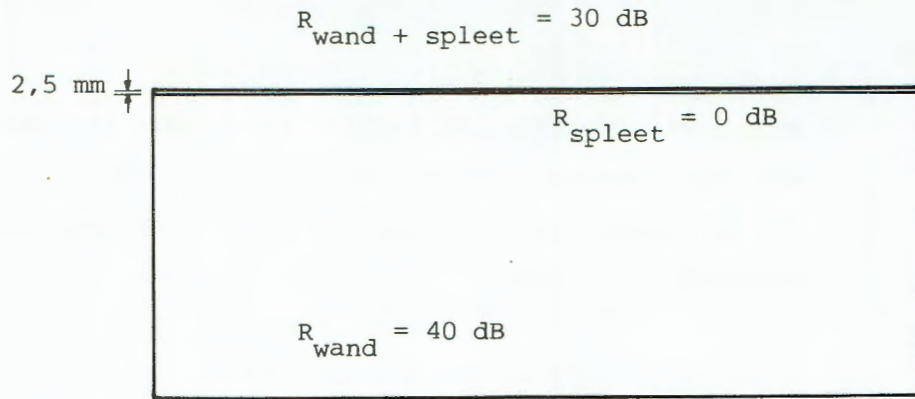 R wand + spleet = 30 dB
2,5 mm
R spleet = 0 dB
R wand = 40 dB